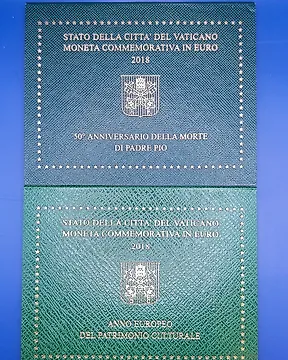 STATO DELLA CITTA' DEL VATICANO
MONETA COMMEMORATIVA IN EURO
2018
50° ANNIVERSARIO DELLA MORTE
DI PADRE PIO
STATO DELLA CITTA' DEL VATICANO
MONETA COMMEMORATIVA IN EURO
2018
ANNO EUROPEO
DEL PATRIMONIO CULTURALE